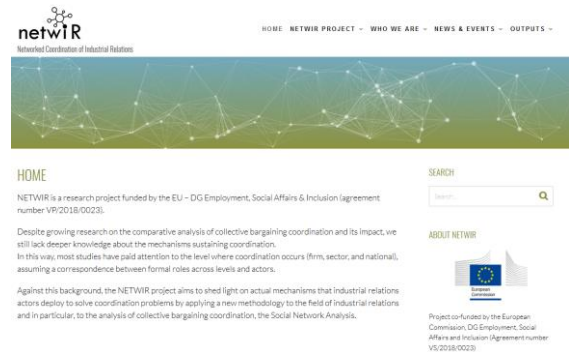 netwiR
Networked Coordination of Industrial Relations
HOME NETWIR PROJECT WHO WE ARE NEWS & EVENTS OUTPUTS
HOME
NETWIR is a research project funded by the EU – DG Employment, Social Affairs & Inclusion (agreement
number VP/2018/0023).
Despite growing research on the comparative analysis of collective bargaining coordination and its impact, we
still lack deeper knowledge about the mechanisms sustaining coordination.
In this way, most studies have paid attention to the level where coordination occurs (firm, sector, and national),
assuming a correspondence between formal roles across levels and actors.
Against this background, the NETWIR project aims to shed light on actual mechanisms that industrial relations
actors deploy to solve coordination problems by applying a new methodology to the field of industrial relations
and in particular, to the analysis of collective bargaining coordination, the Social Network Analysis.
SEARCH
Search
ABOUT NETWIR
European
Commission
Project co-funded by the European
Commission, DG Employment, Social
Affairs and Inclusion (Agreement number
VS/2018/0023)